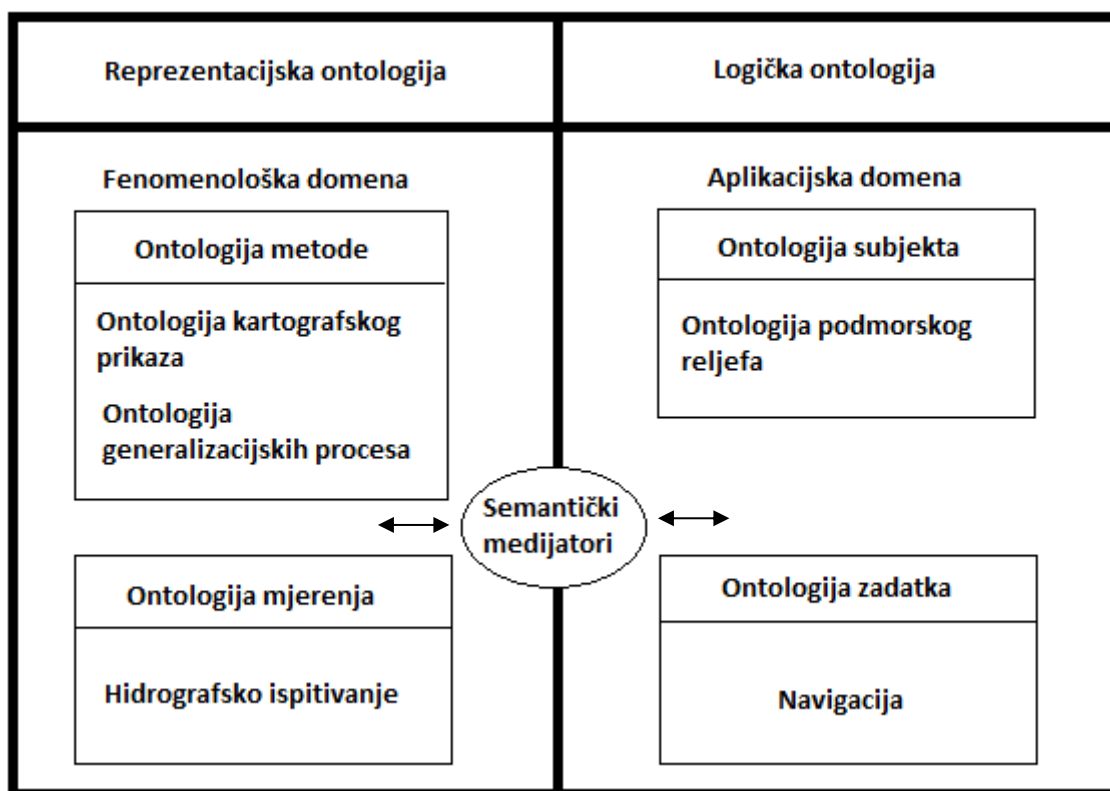 Reprezentacijska ontologija
Logička ontologija
Fenomenološka domena
Ontologija metode
Ontologija kartografskog
prikaza
Ontologija
generalizacijskih procesa
Ontologija mjerenja
Hidrografsko ispitivanje
Semantički
medijatori
Aplikacijska domena
Ontologija subjekta
Ontologija podmorskog
reljefa
Ontologija zadatka
Navigacija